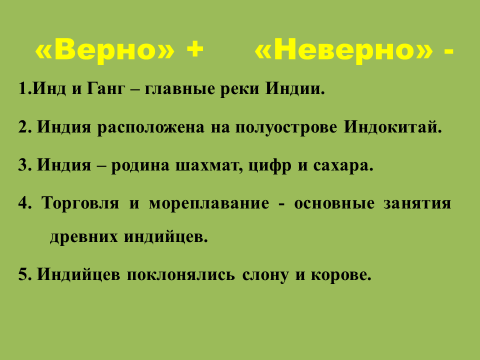 «Верно» + «Неверно» -
1.Инд и Ганг – главные реки Индии.
2. Индия расположена на полуострове Индокитай.
3. Индия – родина шахмат, цифр и сахара.
4. Торговля и мореплавание - основные занятия
древних индийцев.
5. Индийцев поклонялись слону и корове.